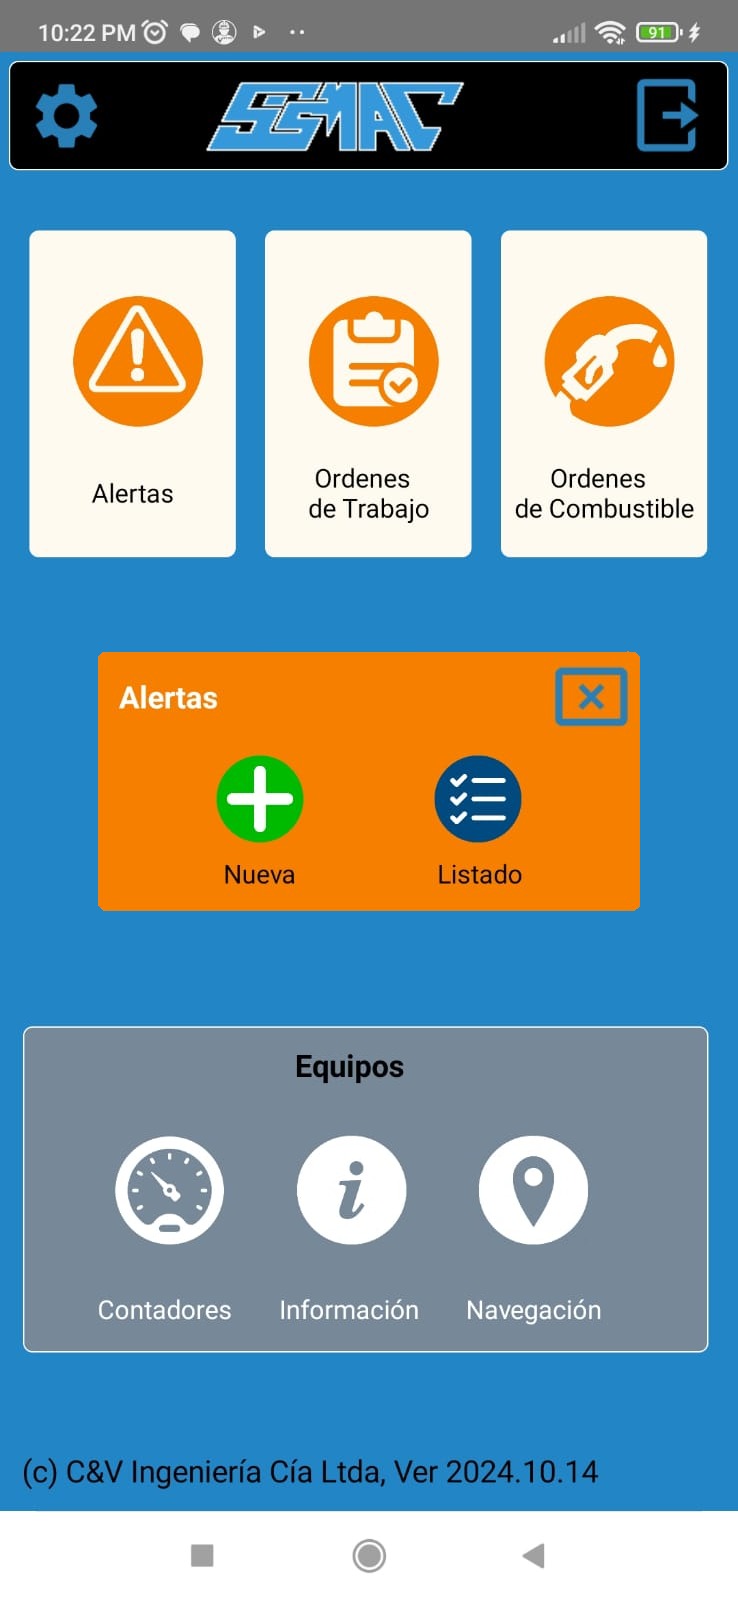 10:22 PM
91
SisMAC
Alertas
Ordenes
de Trabajo
Ordenes
de Combustible
Alertas
Nueva
Listado
Equipos
Contadores
Información
Navegación
(c) C&V Ingeniería Cía Ltda, Ver 2024.10.14